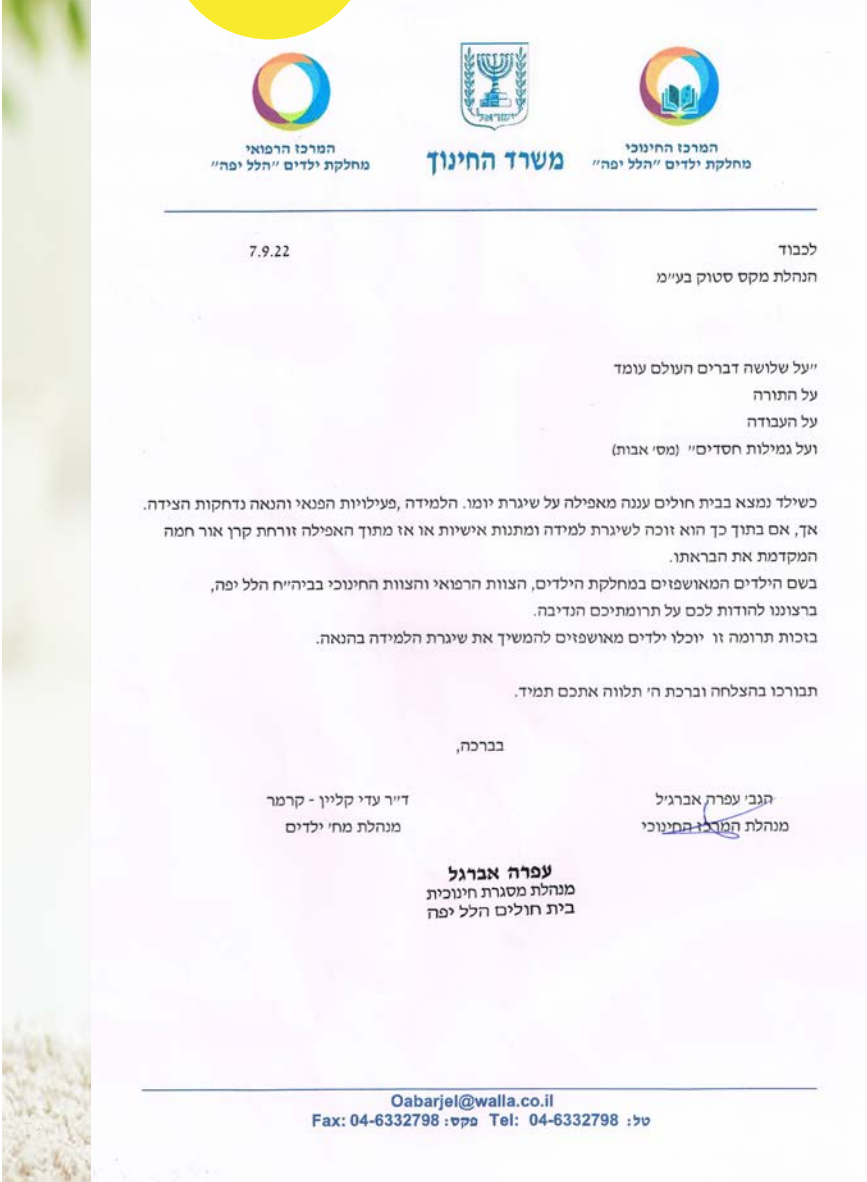 המרכז החינוכי
מחלקת ילדים ״הלל יפה״
ישראל
משרד החינוך
המרכז הרפואי
מחלקת ילדים ״הלל יפה״
לכבוד
7.9.22
הנהלת מקס סטוק בע״מ
״על שלושה דברים העולם עומד
על התורה
על העבודה
ועל גמילות חסדים״ (מס׳ אבות)
כשילד נמצא בבית חולים עננה מאפילה על שיגרת יומו. הלמידה ,פעילויות הפנאי והנאה נדחקות הצידה.
אך, אם בתוך כך הוא זוכה לשיגרת למידה ומתנות אישיות או אז מתוך האפילה זורחת קרן אור חמה
המקדמת את הבראתו.
בשם הילדים המאושפזים במחלקת הילדים, הצוות הרפואי והצוות החינוכי בביה״ח הלל יפה,
ברצוננו להודות לכם על תרומתיכם הנדיבה.
בזכות תרומה זו יוכלו ילדים מאושפזים להמשיך את שיגרת הלמידה בהנאה.
תבורכו בהצלחה וברכת ה׳ תלווה אתכם תמיד.
בברכה,
הגב׳ עפרה אברג׳ל
ד״ר עדי קליין - קרמר
מנהלת המרכז החינוכי
מנהלת מח׳ ילדים
עפרה אברגל
מנהלת מסגרת חינוכית
בית חולים הלל יפה
Oabarjel@walla.co.il
Fax: 04-6332798 :פקס Tel: 04-6332798 :טל